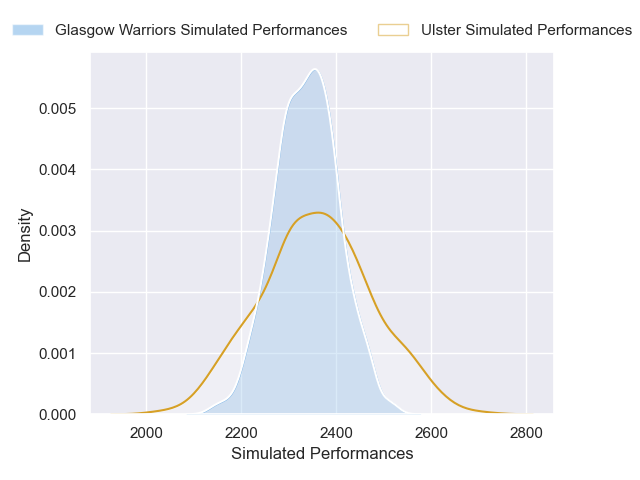 Glasgow Warriors Simulated Performances Ulster Simulated Performances
0.005
0.004
0.003
0.002
0.001
0.000
Density
2000 2200 2400 2600 2800
Simulated Performances